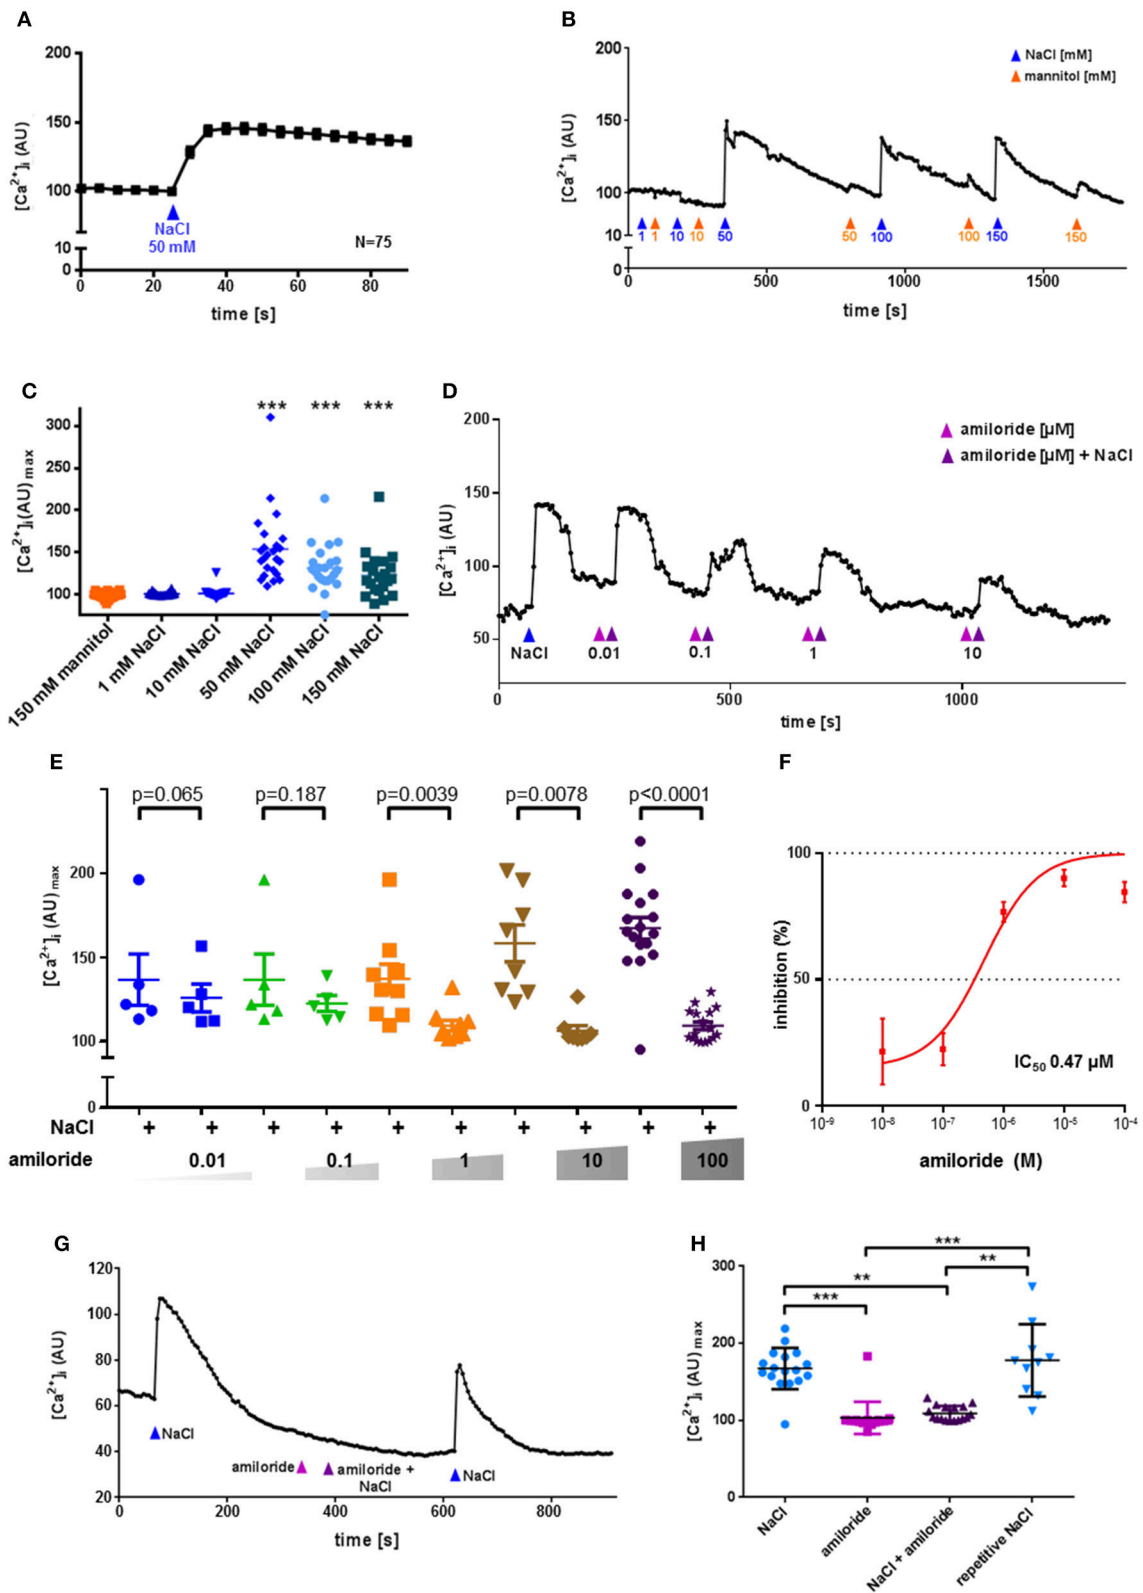 A
[Ca²⁺]ᵢ (AU)
200
150
100
10
0
NaCl
50 mM
N=75
0 20 40 60 80
time [s]
B
[Ca²⁺]ᵢ (AU)
200
150
100
10
0
NaCl [mM]
mannitol [mM]
1 1 10 10 50 50 100 100 150 150
0 500 1000 1500
time [s]
C
[Ca²⁺]ᵢ(AU)max
300
250
200
150
100
*** *** ***
150 mM mannitol
1 mM NaCl
10 mM NaCl
50 mM NaCl
100 mM NaCl
150 mM NaCl
D
[Ca²⁺]ᵢ (AU)
200
150
100
50
amiloride [µM]
amiloride [µM] + NaCl
NaCl 0.01 0.1 1 10
0 500 1000
time [s]
E
[Ca²⁺]ᵢ (AU)max
p=0.065 p=0.187 p=0.0039 p=0.0078 p<0.0001
200
150
100
0
NaCl + + + + + + + + + +
amiloride 0.01 0.1 1 10 100
F
inhibition (%)
100
50
0
IC₅₀ 0.47 µM
10⁻⁹ 10⁻⁸ 10⁻⁷ 10⁻⁶ 10⁻⁵ 10⁻⁴
amiloride (M)
G
[Ca²⁺]ᵢ (AU)
120
100
80
60
40
20
NaCl
amiloride
amiloride +
NaCl
NaCl
0 200 400 600 800
time [s]
H
[Ca²⁺]ᵢ (AU)max
300
200
100
0
***
**
**
***
NaCl
amiloride
NaCl + amiloride
repetitive NaCl